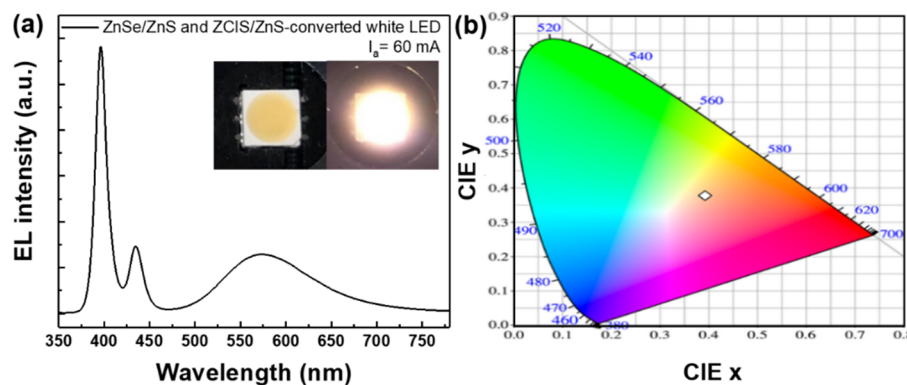 (a)
ZnSe/ZnS and ZCIS/ZnS-converted white LED
Ia= 60 mA
EL intensity (a.u.)
350 400 450 500 550 600 650 700 750
Wavelength (nm)
(b)
0.9
0.8
0.7
0.6
0.5
0.4
0.3
0.2
0.1
0.0
CIE y
520
540
560
500
580
600
620
490
700
480
470
460
380
0.0 0.1 0.2 0.3 0.4 0.5 0.6 0.7 0.8
CIE x